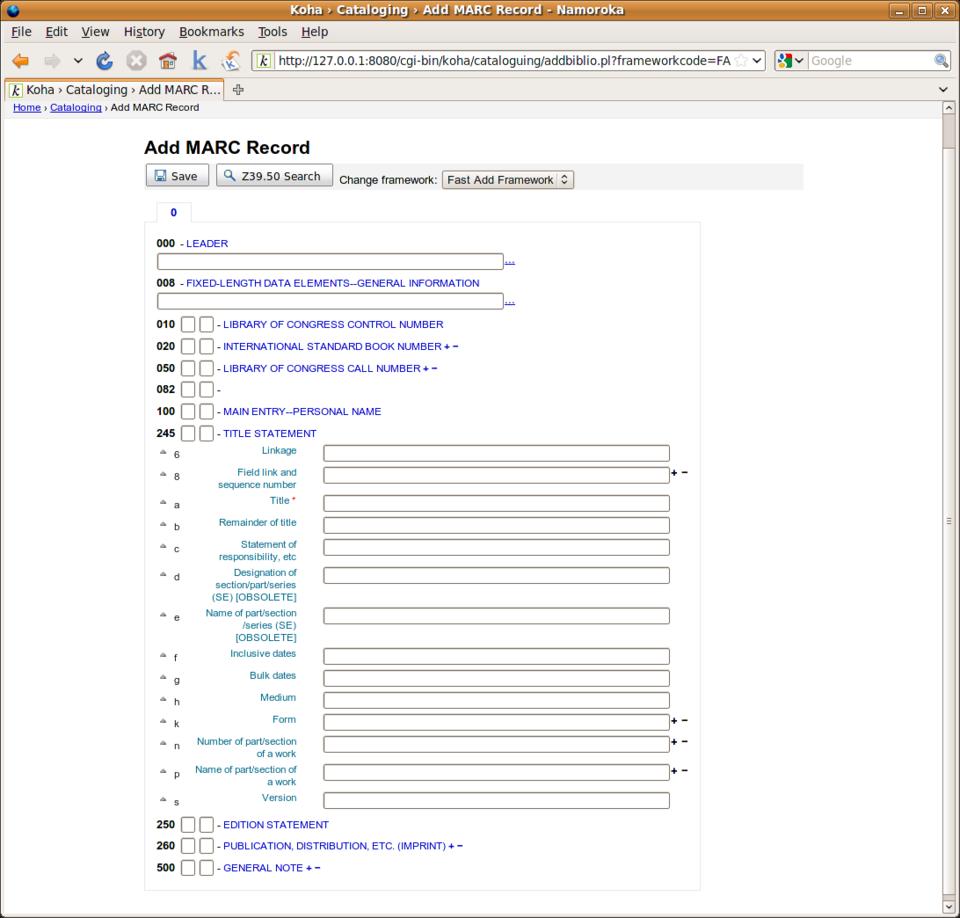 Koha › Cataloging › Add MARC Record - Namoroka
File Edit View History Bookmarks Tools Help
k k http://127.0.0.1:8080/cgi-bin/koha/cataloguing/addbiblio.pl?frameworkcode=FA Google
k Koha › Cataloging › Add MARC R...
Home › Cataloging › Add MARC Record
Add MARC Record
Save Z39.50 Search Change framework: Fast Add Framework
0
000 - LEADER
...
008 - FIXED-LENGTH DATA ELEMENTS--GENERAL INFORMATION
...
010 - LIBRARY OF CONGRESS CONTROL NUMBER
020 - INTERNATIONAL STANDARD BOOK NUMBER + −
050 - LIBRARY OF CONGRESS CALL NUMBER + −
082 -
100 - MAIN ENTRY--PERSONAL NAME
245 - TITLE STATEMENT
6 Linkage
8 Field link and
sequence number + −
a Title *
b Remainder of title
c Statement of
responsibility, etc
d Designation of
section/part/series
(SE) [OBSOLETE]
e Name of part/section
/series (SE)
[OBSOLETE]
f Inclusive dates
g Bulk dates
h Medium
k Form + −
n Number of part/section
of a work + −
p Name of part/section of
a work + −
s Version
250 - EDITION STATEMENT
260 - PUBLICATION, DISTRIBUTION, ETC. (IMPRINT) + −
500 - GENERAL NOTE + −